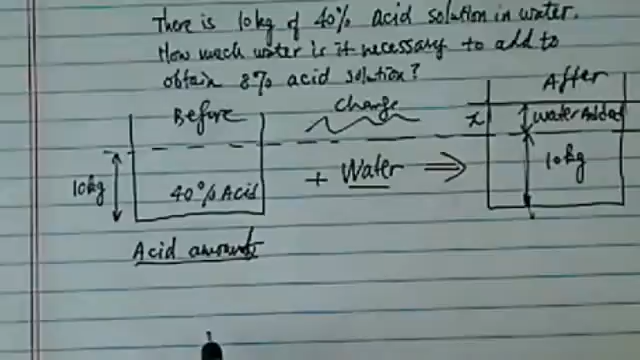 There is 10kg of 40% acid solution in water.
How much water is it necessary to add to
obtain 8% acid solution?
Before
Change
After
x
water Added
10kg
40% Acid
+ Water ⇒
10kg
Acid amount